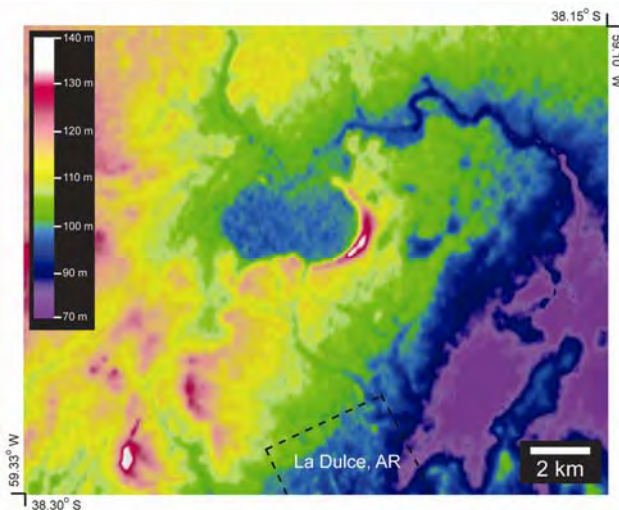 38.15° S
59.10° W
140 m
130 m
120 m
110 m
100 m
90 m
70 m
La Dulce, AR
2 km
59.33° W
38.30° S